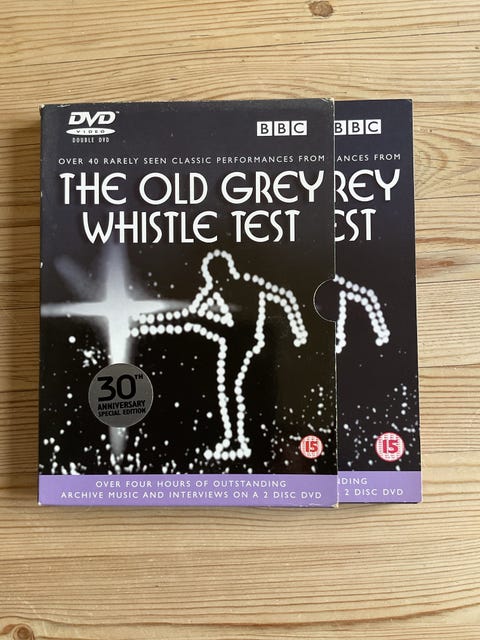 DVD
VIDEO
DOUBLE DVD
BBC
OVER 40 RARELY SEEN CLASSIC PERFORMANCES FROM
THE OLD GREY
WHISTLE TEST
30TH
ANNIVERSARY
SPECIAL EDITION
15
OVER FOUR HOURS OF OUTSTANDING
ARCHIVE MUSIC AND INTERVIEWS ON A 2 DISC DVD
BBC
ANCES FROM
REY
EST
15
NDING
A 2 DISC DVD